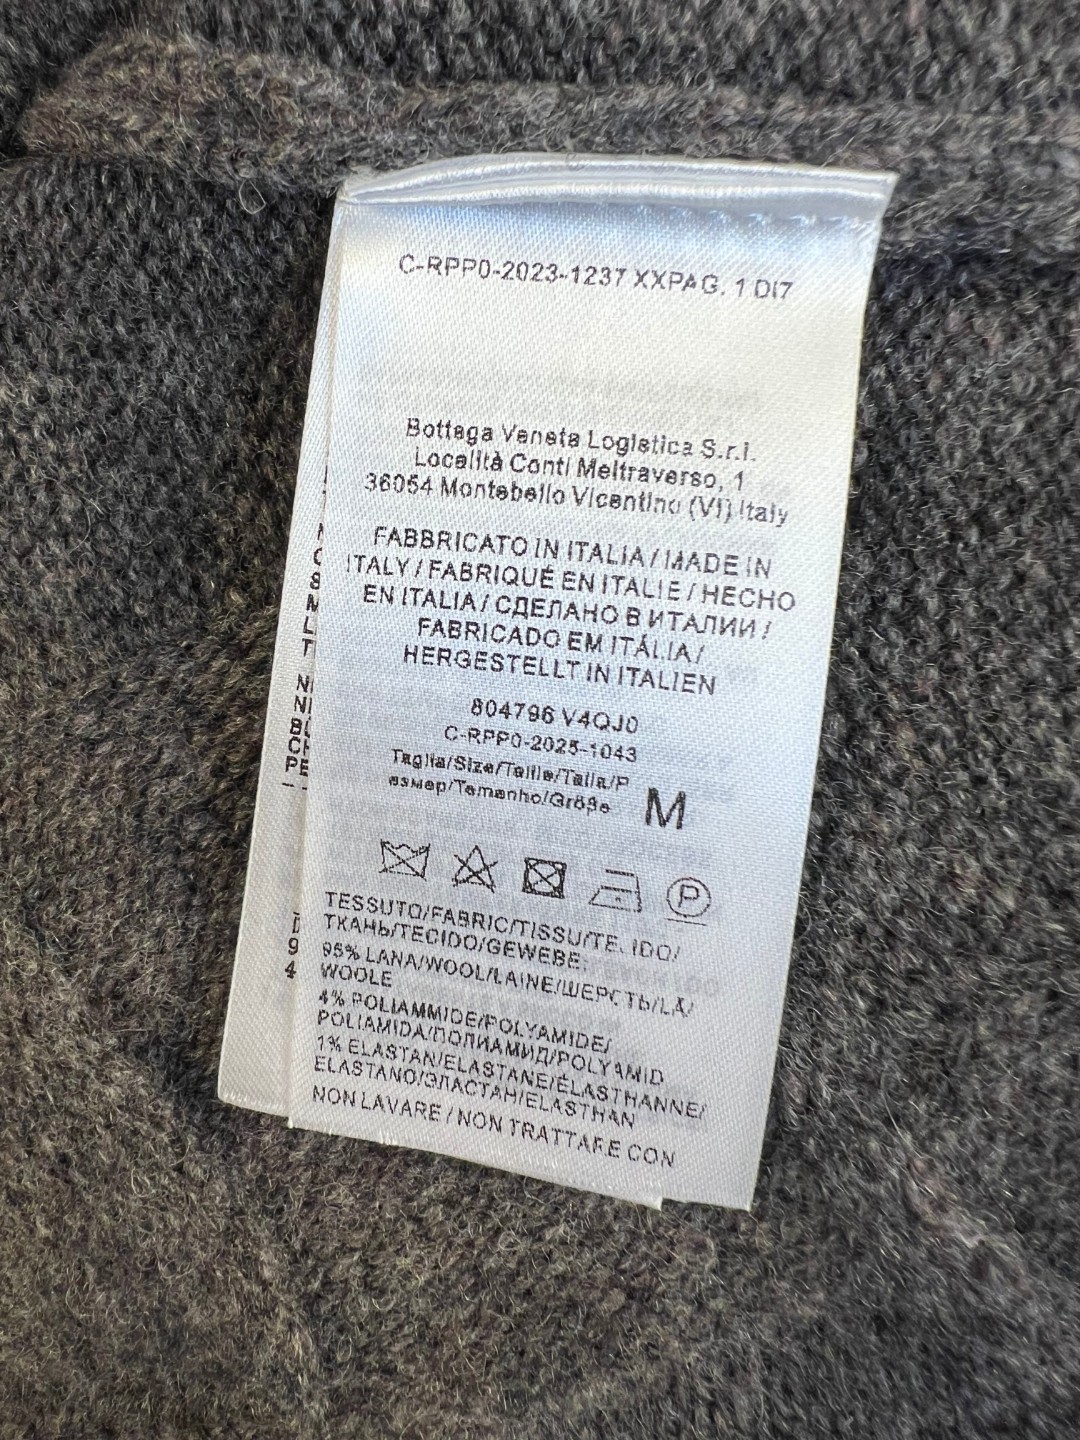 C-RPP0-2023-1237 XXPAG. 1 DI7
Bottega Veneta Logistica S.r.l.
Località Conti Meltraverso, 1
36054 Montebello Vicentino (VI) Italy
FABBRICATO IN ITALIA / MADE IN
ITALY / FABRIQUÉ EN ITALIE / HECHO
EN ITALIA / СДЕЛАНО В ИТАЛИИ /
FABRICADO EM ITÁLIA /
HERGESTELLT IN ITALIEN
804796 V4QJ0
C-RPP0-2025-1043
Taglia/Size/Taille/Talla/Р
азмер/Tamanho/Größe
M
P
TESSUTO/FABRIC/TISSU/TEJIDO/
ТКАНЬ/TECIDO/GEWEBE:
95% LANA/WOOL/LAINE/ШЕРСТЬ/LÃ/
WOOLE
4% POLIAMMIDE/POLYAMIDE/
POLIAMIDA/ПОЛИАМИД/POLYAMID
1% ELASTAN/ELASTANE/ÉLASTHANNE/
ELASTANO/ЭЛАСТАН/ELASTHAN
NON LAVARE / NON TRATTARE CON